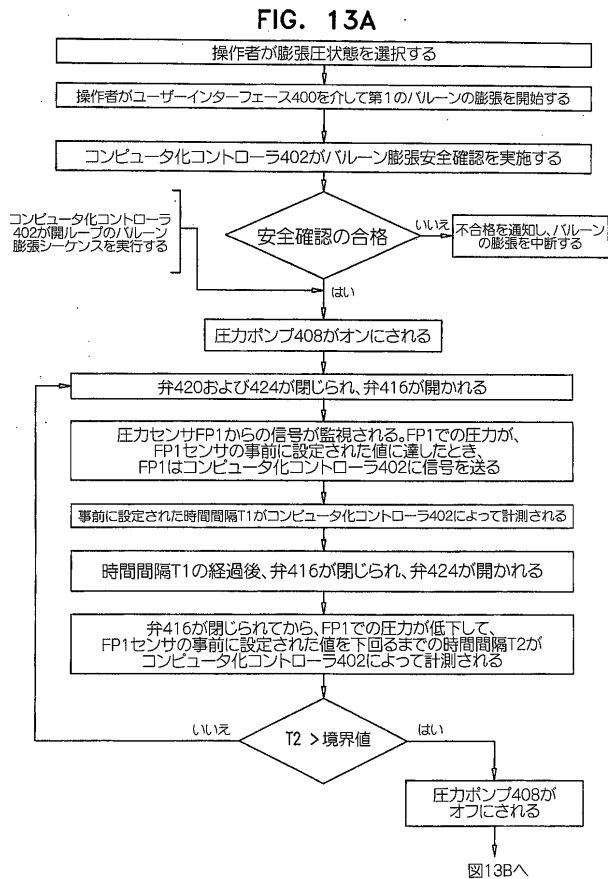 FIG. 13A
操作者が膨張圧状態を選択する
操作者がユーザーインターフェース400を介して第1のバルーンの膨張を開始する
コンピュータ化コントローラ402がバルーン膨張安全確認を実施する
コンピュータ化コントローラ
402が開ループのバルーン
膨張シーケンスを実行する
安全確認の合格
いいえ
不合格を通知し、バルーン
の膨張を中断する
はい
圧力ポンプ408がオンにされる
弁420および424が閉じられ、弁416が開かれる
圧力センサFP1からの信号が監視される。FP1での圧力が、
FP1センサの事前に設定された値に達したとき、
FP1はコンピュータ化コントローラ402に信号を送る
事前に設定された時間間隔T1がコンピュータ化コントローラ402によって計測される
時間間隔T1の経過後、弁416が閉じられ、弁424が開かれる
弁416が閉じられてから、FP1での圧力が低下して、
FP1センサの事前に設定された値を下回るまでの時間間隔T2が
コンピュータ化コントローラ402によって計測される
いいえ
T2 >境界値
はい
圧力ポンプ408が
オフにされる
図13Bへ